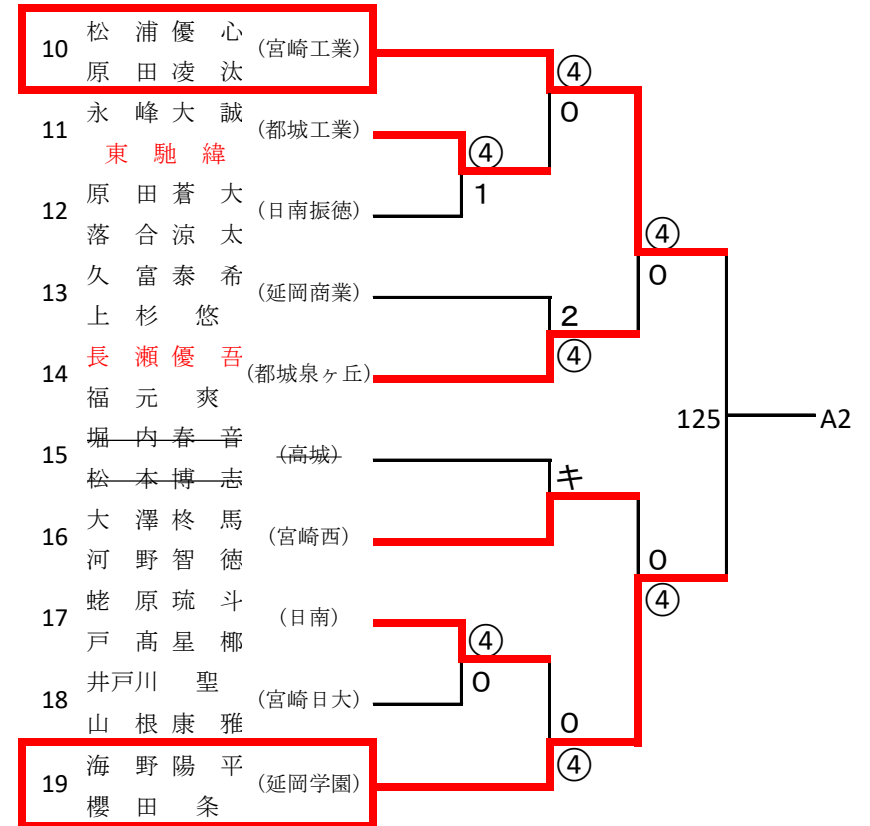 10 松浦優心 (宮崎工業)
原田凌汰
④
0
11 永峰大誠 (都城工業)
東馳緯
④
1
12 原田蒼大 (日南振徳)
落合涼太
④
0
13 久富泰希 (延岡商業)
上杉悠
2
④
14 長瀬優吾 (都城泉ヶ丘)
福元爽
125 A2
15 堀内春音 (高城)
松本博志
キ
16 大澤柊馬 (宮崎西)
河野智徳
0
④
17 蛯原琉斗 (日南)
戸髙星椰
④
0
18 井戸川聖 (宮崎日大)
山根康雅
0
④
19 海野陽平 (延岡学園)
櫻田条